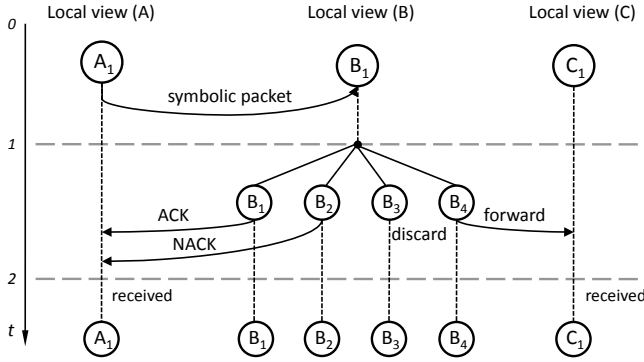 Local view (A) Local view (B) Local view (C)
0
A1 B1 C1
symbolic packet
1
B1 B2 B3 B4
ACK forward
discard
NACK
2
received received
t A1 B1 B2 B3 B4 C1